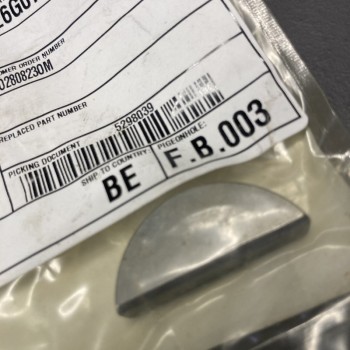 OMER ORDER NUMBER
02808230M
REPLACED PART NUMBER
PICKING DOCUMENT
5298039
SHIP-TO COUNTRY:
BE
PIGEONHOLE:
F.B.003